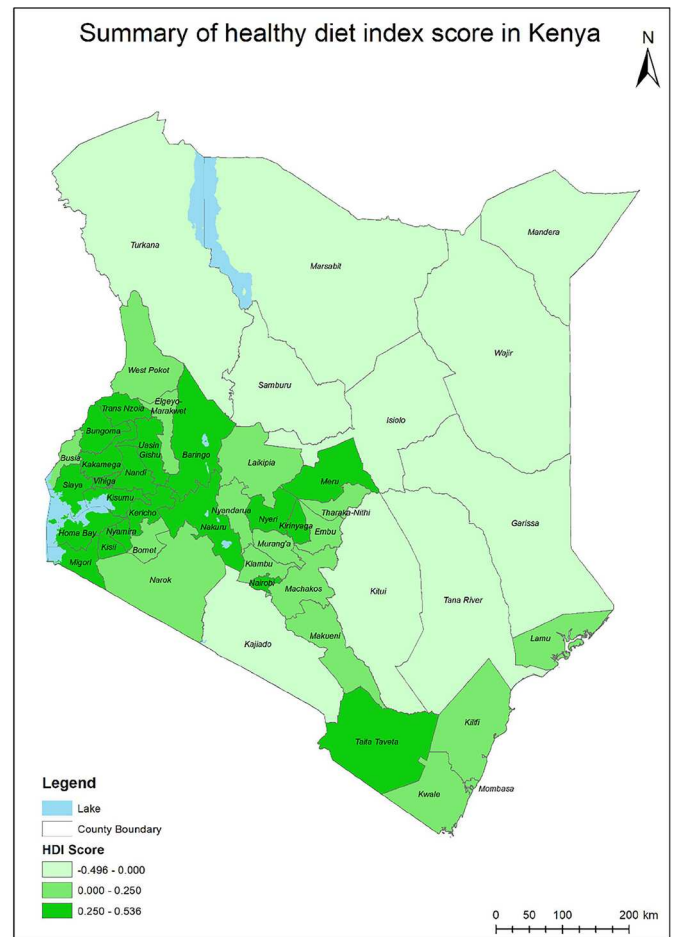 Summary of healthy diet index score in Kenya
N
Mandera
Turkana
Marsabit
Wajir
West Pokot
Samburu
Elgeyo-
Marakwet
Trans Nzoia
Isiolo
Bungoma
Uasin
Gishu
Busia
Baringo
Kakamega
Laikipia
Nandi
Vihiga
Siaya
Meru
Kisumu
Kericho
Nyandarua
Tharaka-Nithi
Nyeri
Garissa
Nakuru
Kirinyaga
Home Bay
Nyamira
Embu
Kisii
Murang'a
Bomet
Migori
Kiambu
Narok
Nairobi
Machakos
Kitui
Tana River
Makueni
Lamu
Kajiado
Kilifi
Taita Taveta
Mombasa
Kwale
Legend
Lake
County Boundary
HDI Score
-0.496 - 0.000
0.000 - 0.250
0.250 - 0.536
0 50 100 200 km